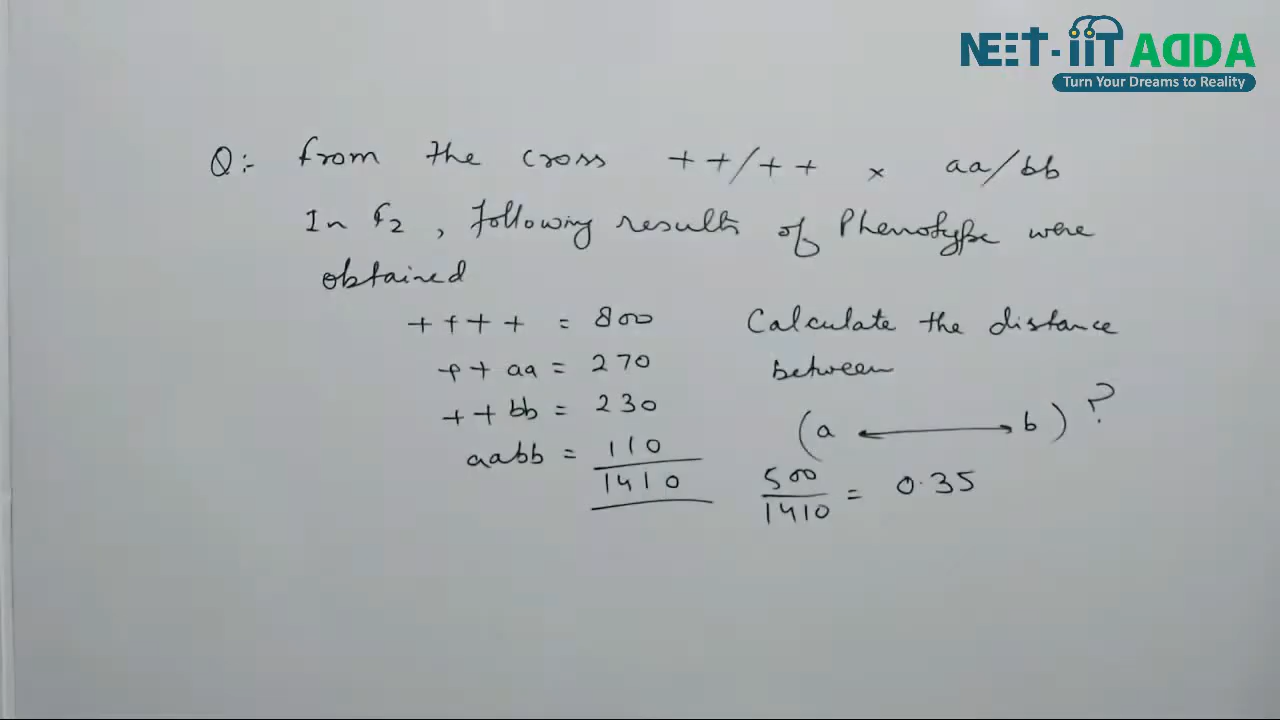 NEET-iiT ADDA
Turn Your Dreams to Reality
Q:- From the cross ++/++ × aa/bb
In F2, following results of Phenotype were
obtained
++++ = 800 Calculate the distance
++aa = 270 between
++bb = 230 (a ⟷ b)?
aabb = 110
1410 500/1410 = 0.35